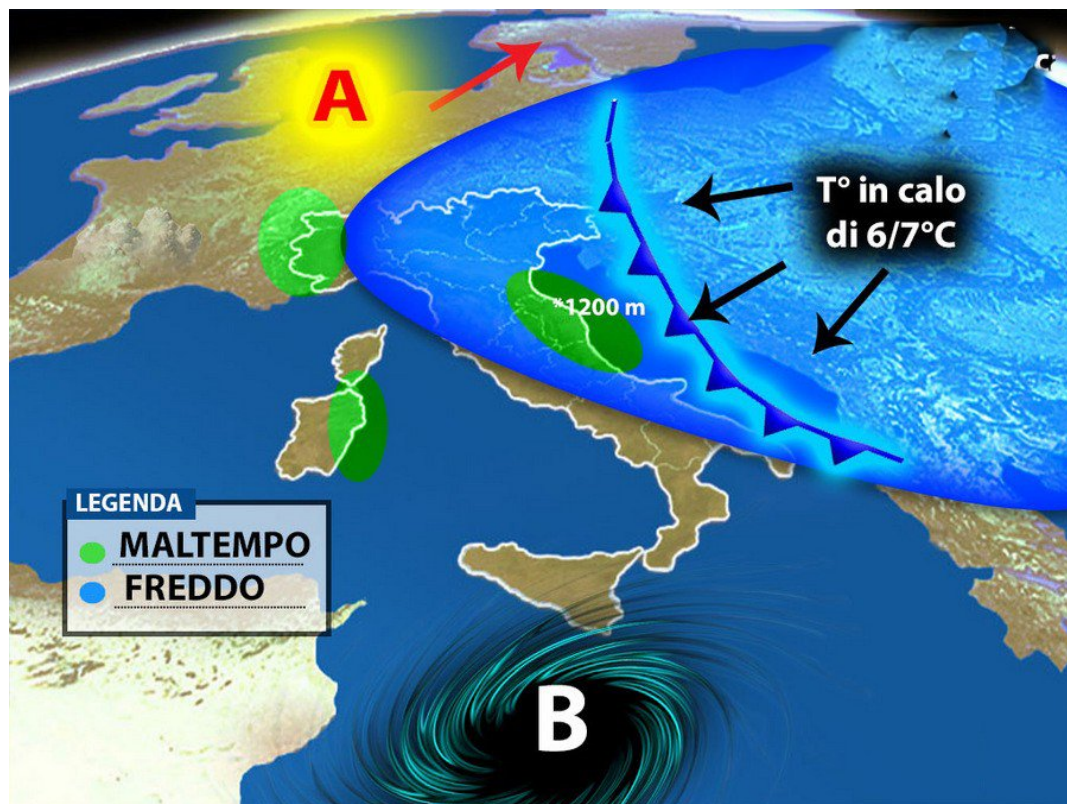 A
T° in calo
di 6/7°C
*1200 m
LEGENDA
MALTEMPO
FREDDO
B